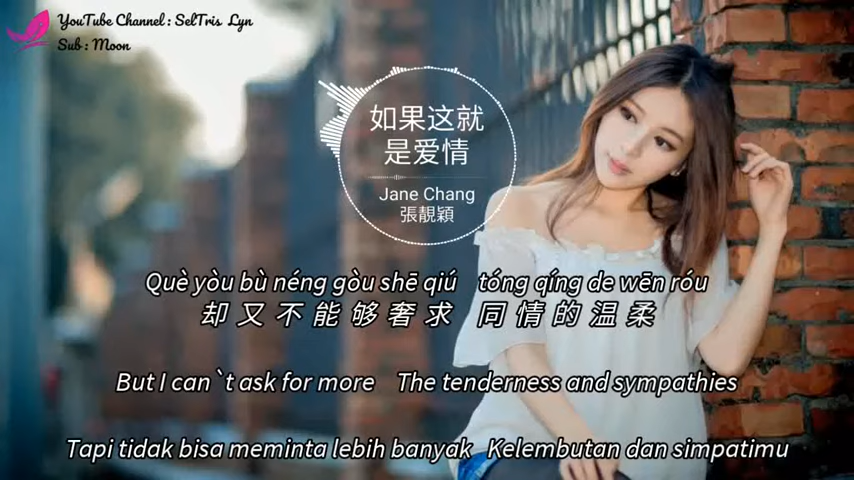 YouTube Channel : SelTris Lyn
Sub : Moon
如果这就
是爱情
Jane Chang
張靚穎
Què yòu bù néng gòu shē qiú tóng qíng de wēn róu
却又不能够奢求 同情的温柔
But I can`t ask for more The tenderness and sympathies
Tapi tidak bisa meminta lebih banyak Kelembutan dan simpatimu